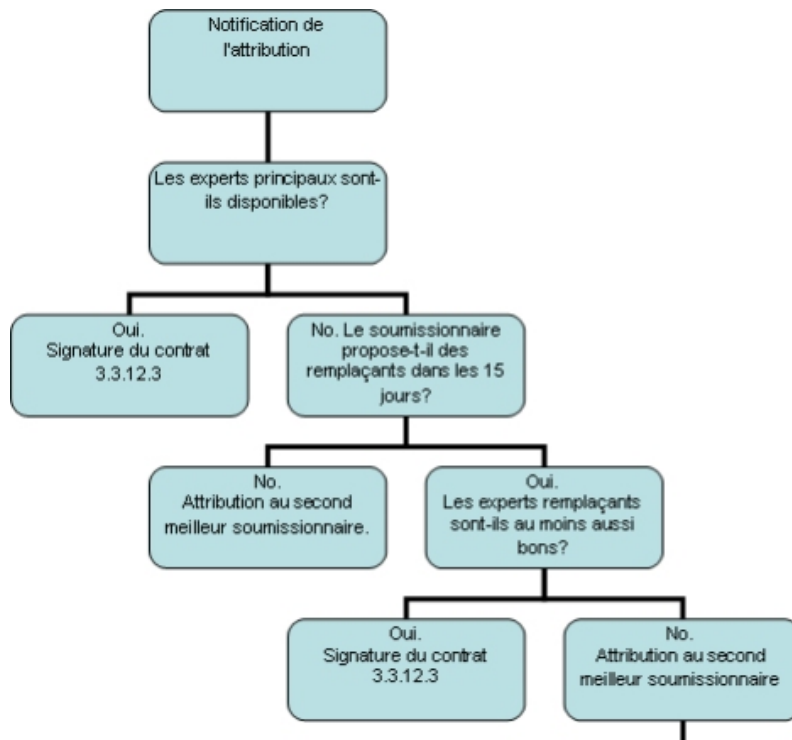 Notification de
l'attribution
Les experts principaux sont-
ils disponibles?
Oui.
Signature du contrat
3.3.12.3
No. Le soumissionnaire
propose-t-il des
remplaçants dans les 15
jours?
No.
Attribution au second
meilleur soumissionnaire.
Oui.
Les experts remplaçants
sont-ils au moins aussi
bons?
Oui.
Signature du contrat
3.3.12.3
No.
Attribution au second
meilleur soumissionnaire